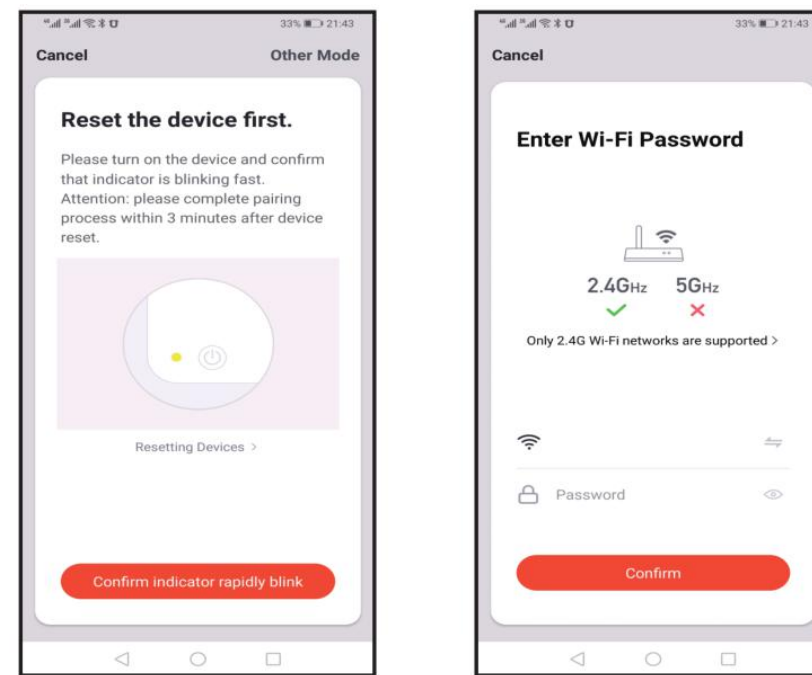 33% 21:43
Cancel Other Mode
Reset the device first.
Please turn on the device and confirm
that indicator is blinking fast.
Attention: please complete pairing
process within 3 minutes after device
reset.
Resetting Devices >
Confirm indicator rapidly blink
33% 21:43
Cancel
Enter Wi-Fi Password
2.4GHz 5GHz
Only 2.4G Wi-Fi networks are supported >
Password
Confirm